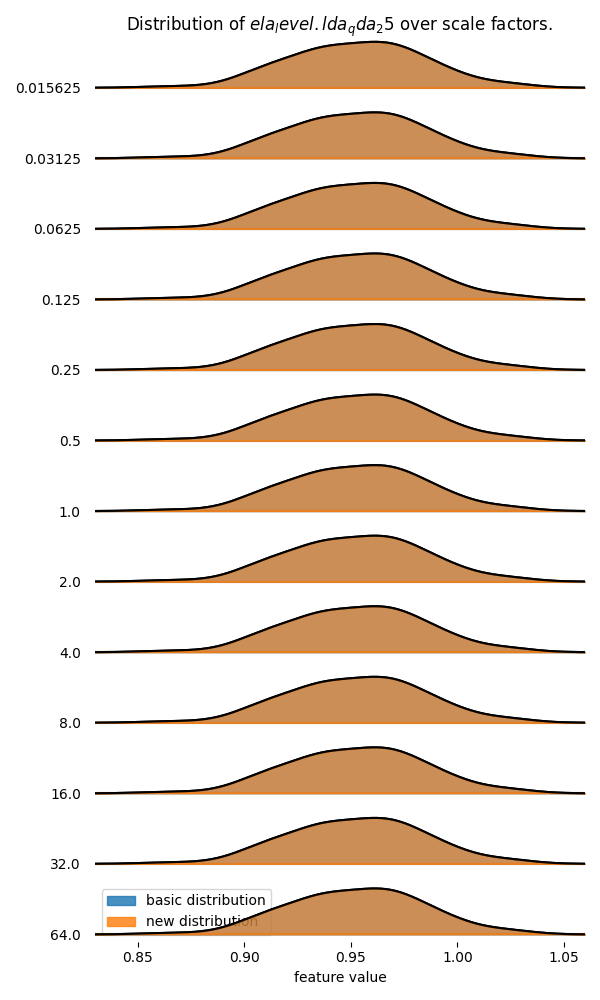 Distribution of ela_level.lda_qda_25 over scale factors.
0.015625
0.03125
0.0625
0.125
0.25
0.5
1.0
2.0
4.0
8.0
16.0
32.0
basic distribution
new distribution
64.0
0.85 0.90 0.95 1.00 1.05
feature value